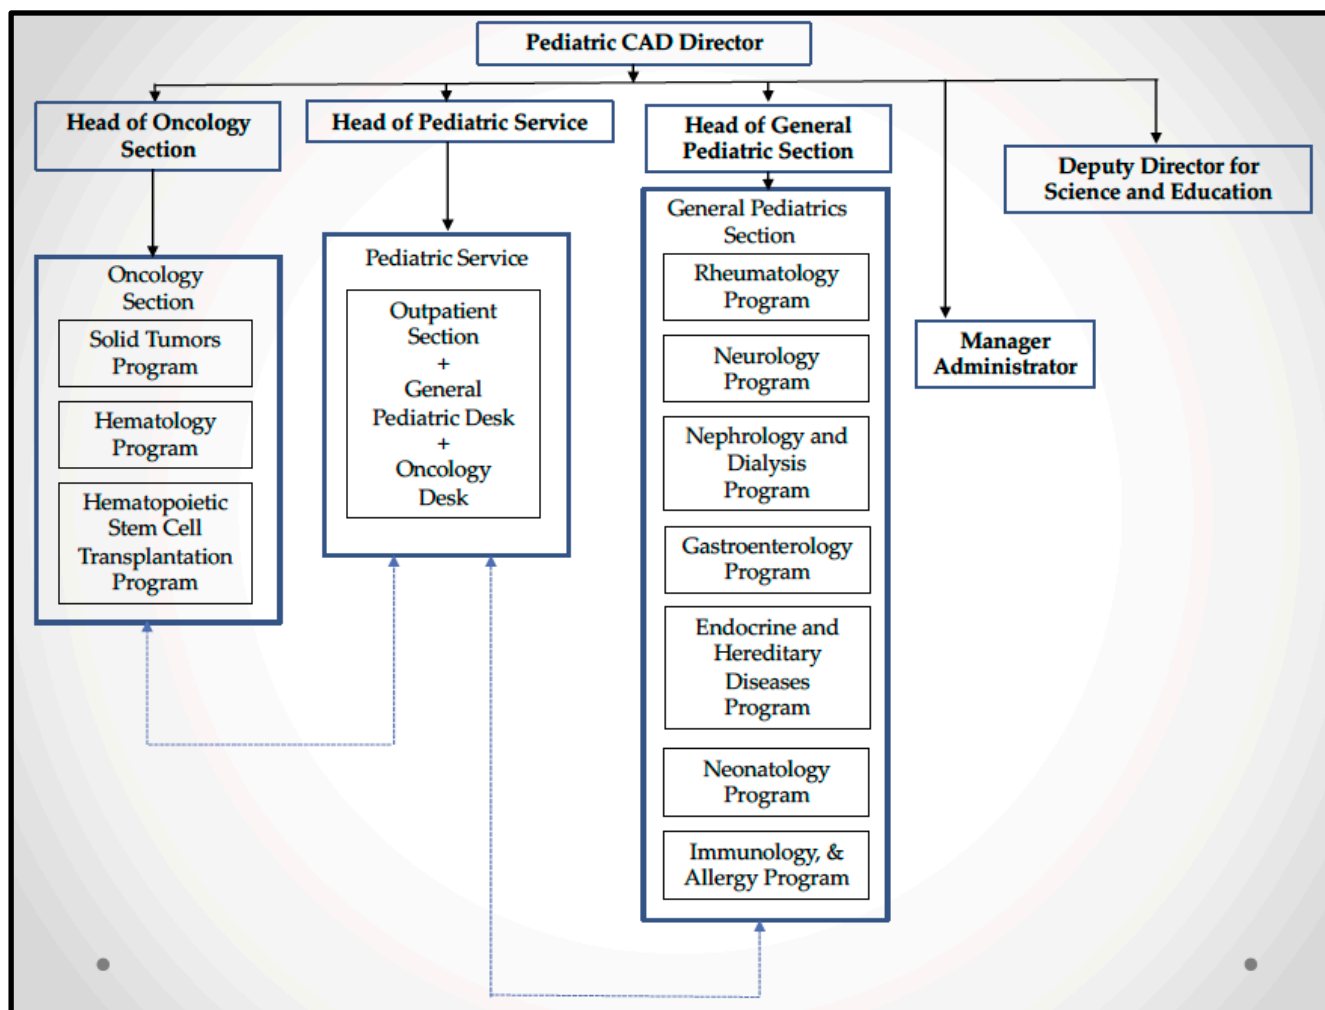 Pediatric CAD Director
Head of Oncology
Section
Head of Pediatric Service
Head of General
Pediatric Section
Deputy Director for
Science and Education
Manager
Administrator
Oncology
Section
Solid Tumors
Program
Hematology
Program
Hematopoietic
Stem Cell
Transplantation
Program
Pediatric Service
Outpatient
Section
+
General
Pediatric Desk
+
Oncology
Desk
General Pediatrics
Section
Rheumatology
Program
Neurology
Program
Nephrology and
Dialysis
Program
Gastroenterology
Program
Endocrine and
Hereditary
Diseases
Program
Neonatology
Program
Immunology, &
Allergy Program